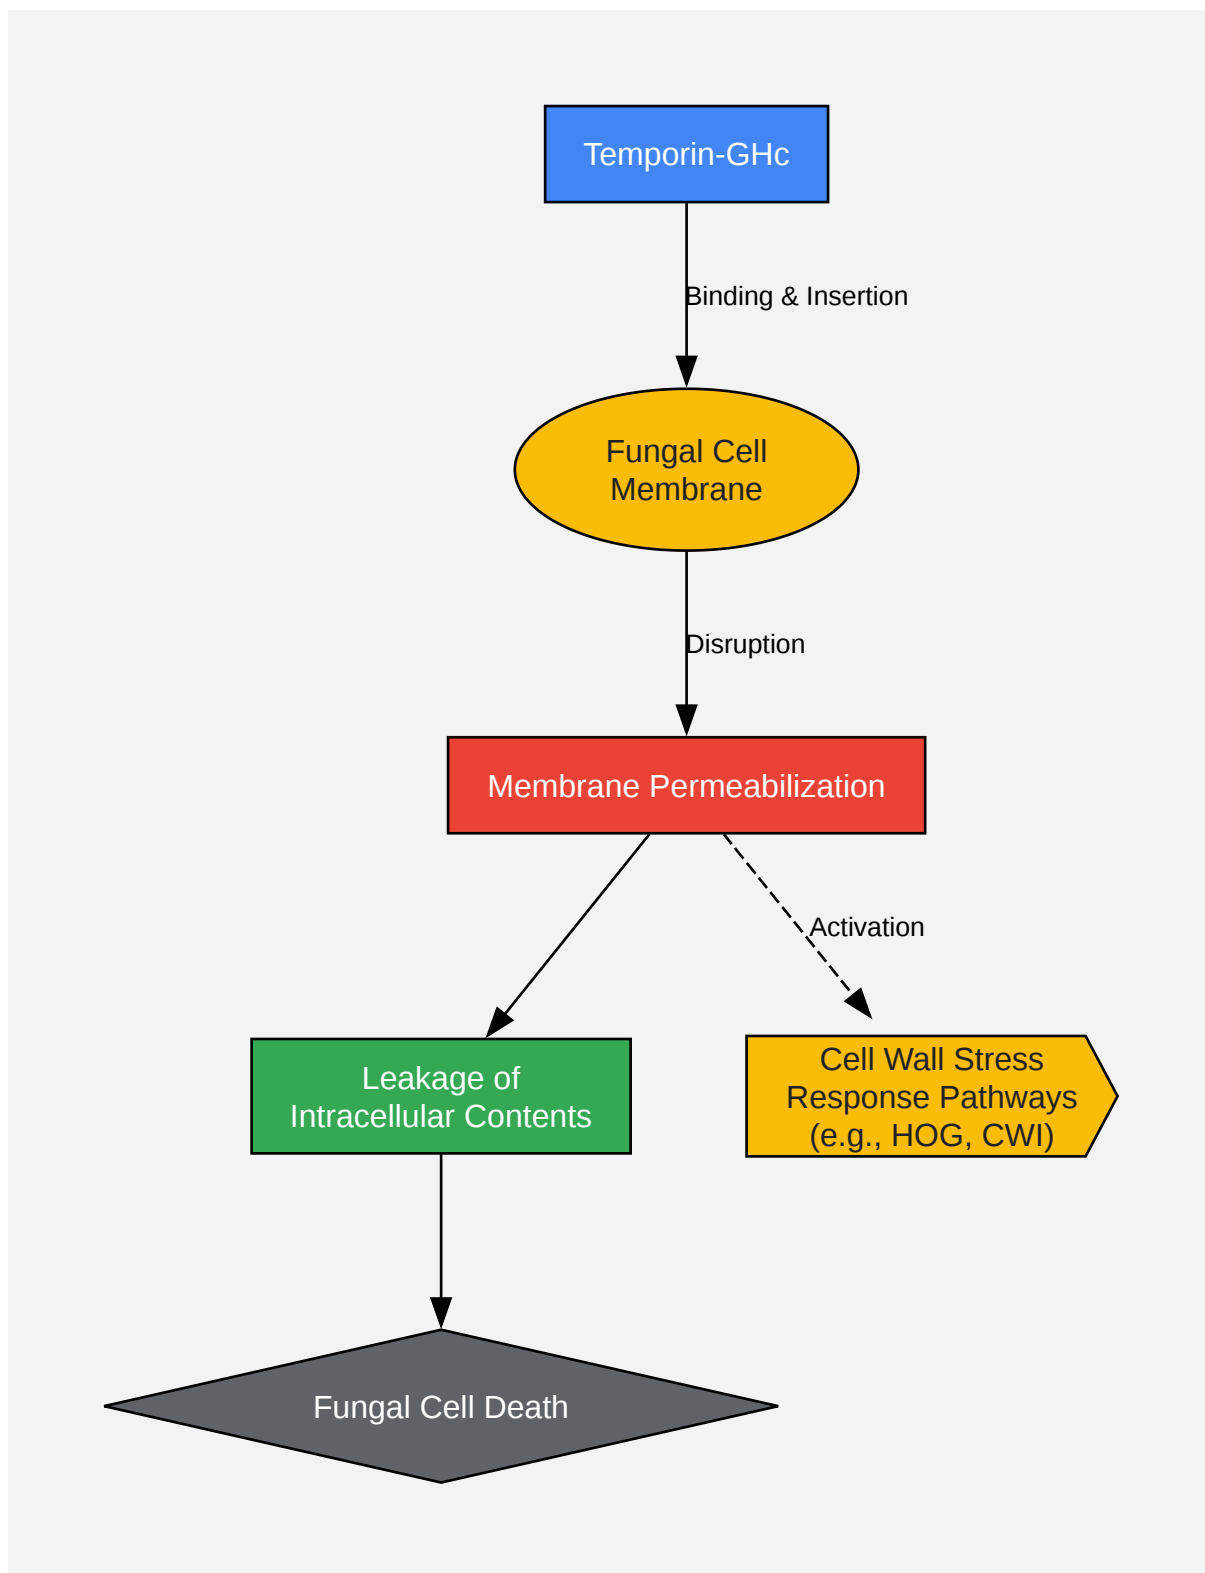 Temporin-GHc
Binding & Insertion
Fungal Cell
Membrane
Disruption
Membrane Permeabilization
Activation
Leakage of
Intracellular Contents
Cell Wall Stress
Response Pathways
(e.g., HOG, CWI)
Fungal Cell Death